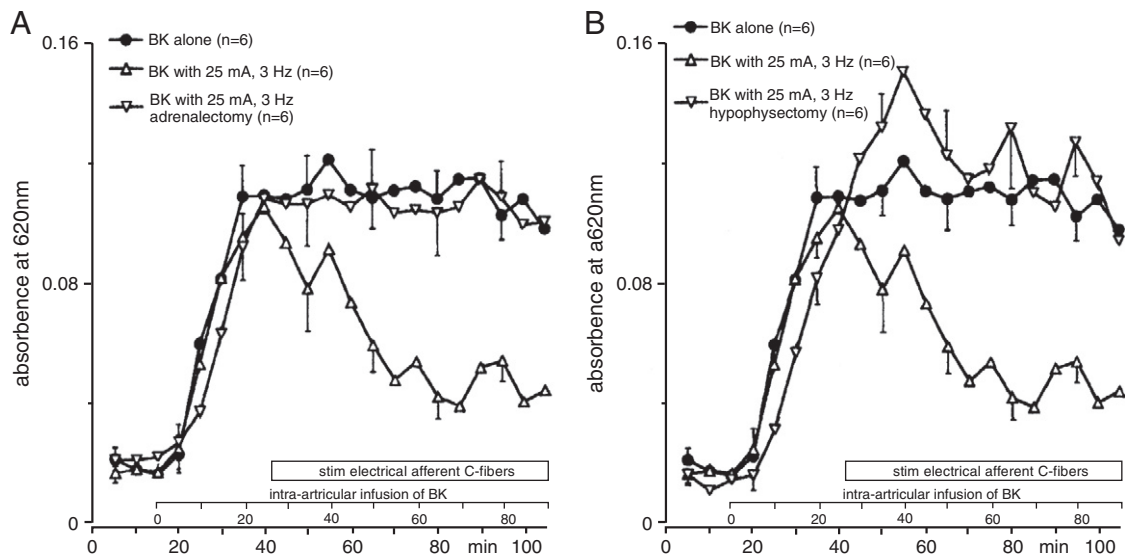 A
BK alone (n=6)
BK with 25 mA, 3 Hz (n=6)
BK with 25 mA, 3 Hz
adrenalectomy (n=6)
0.16
0.08
0
absorbence at 620nm
stim electrical afferent C-fibers
intra-artricular infusion of BK
0 20 40 60 80
0 20 40 60 80 min 100
B
BK alone (n=6)
BK with 25 mA, 3 Hz (n=6)
BK with 25 mA, 3 Hz
hypophysectomy (n=6)
0.16
0.08
0
absorbence at a620nm
stim electrical afferent C-fibers
intra-artricular infusion of BK
0 20 40 60 80
0 20 40 60 80 min 100